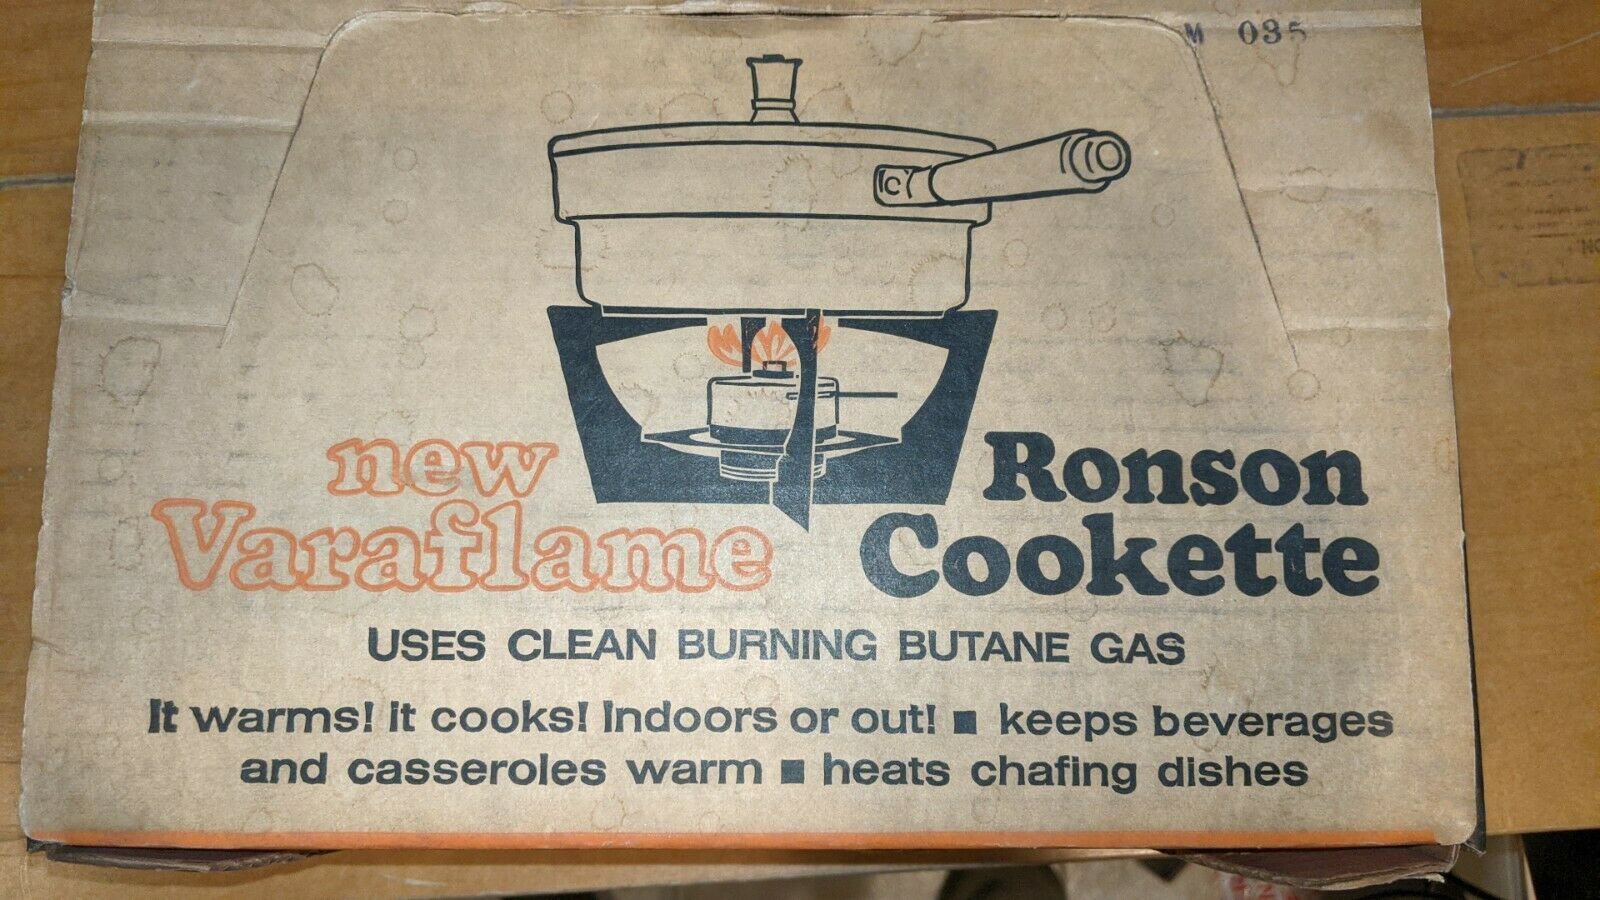 M 035
new
Varaflame
Ronson
Cookette
USES CLEAN BURNING BUTANE GAS
It warms! It cooks! Indoors or out! ■ keeps beverages
and casseroles warm ■ heats chafing dishes